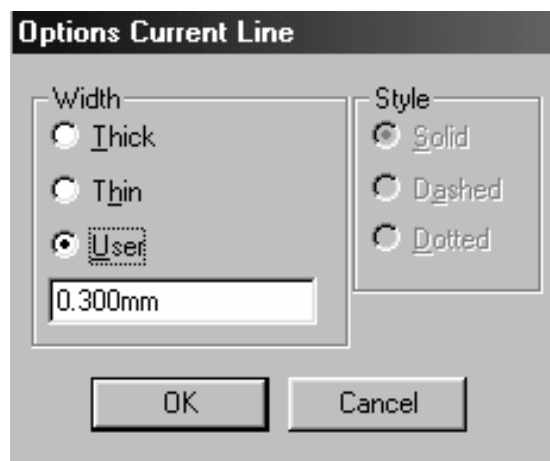 Options Current Line
Width
Thick
Thin
User
0.300mm
Style
Solid
Dashed
Dotted
OK
Cancel